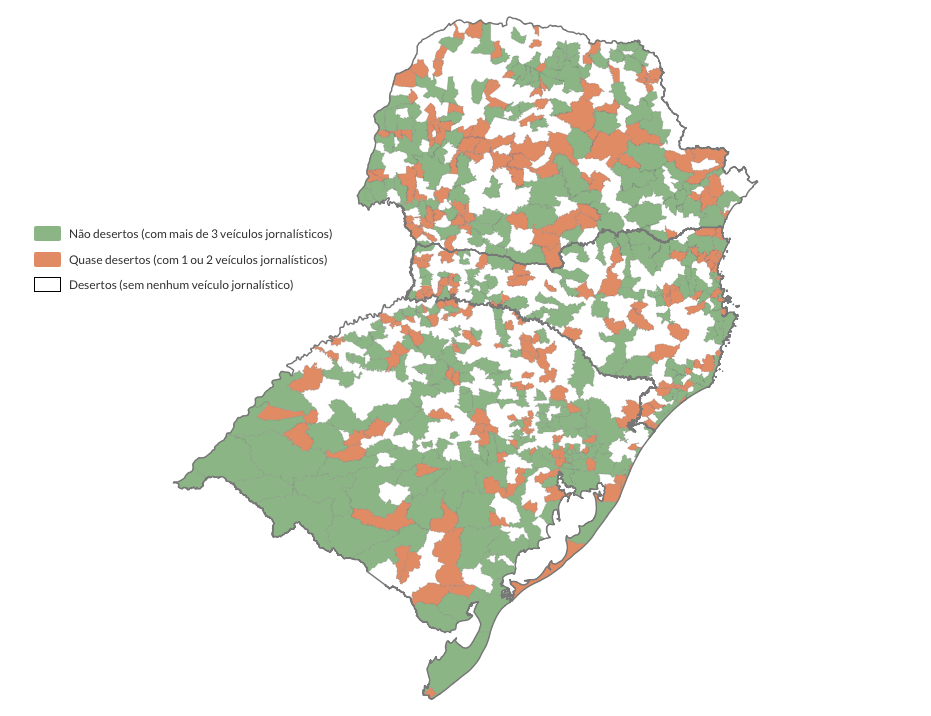 Não desertos (com mais de 3 veículos jornalísticos)
Quase desertos (com 1 ou 2 veículos jornalísticos)
Desertos (sem nenhum veículo jornalístico)